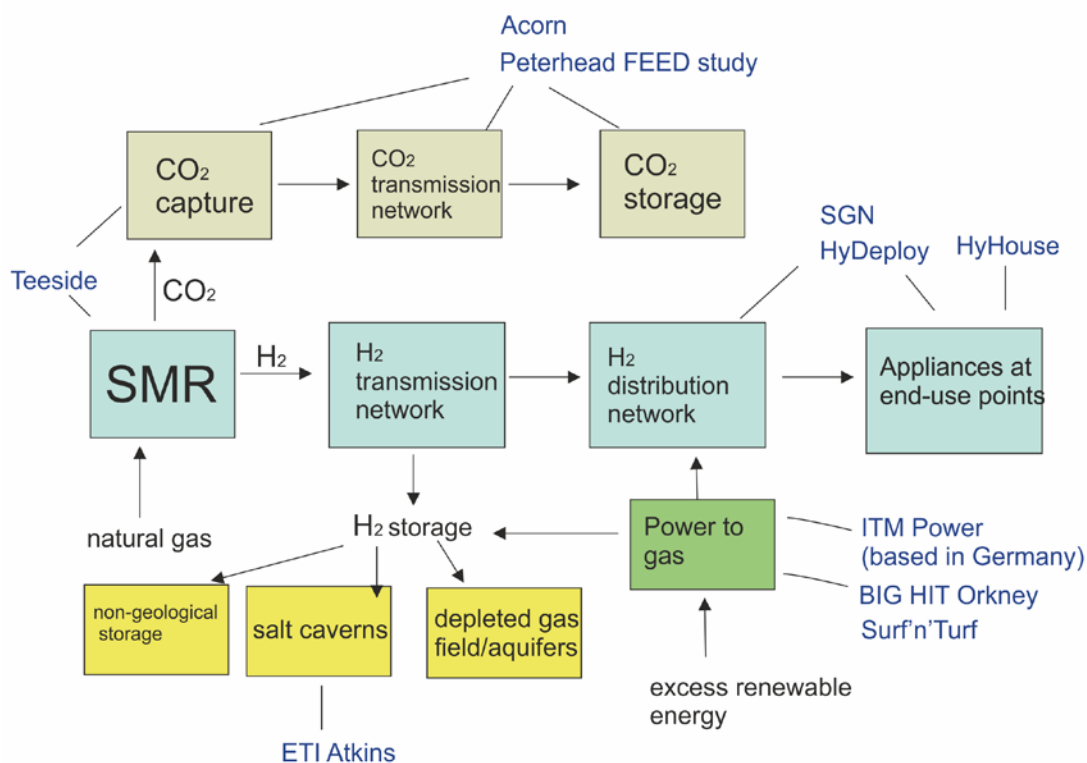 Acorn
Peterhead FEED study
CO₂
capture
CO₂
transmission
network
CO₂
storage
SGN
HyDeploy
HyHouse
Teeside
CO₂
SMR
H₂
H₂
transmission
network
H₂
distribution
network
Appliances at
end-use points
natural gas
H₂ storage
Power to
gas
ITM Power
(based in Germany)
BIG HIT Orkney
Surf’n’Turf
non-geological
storage
salt caverns
depleted gas
field/aquifers
excess renewable
energy
ETI Atkins